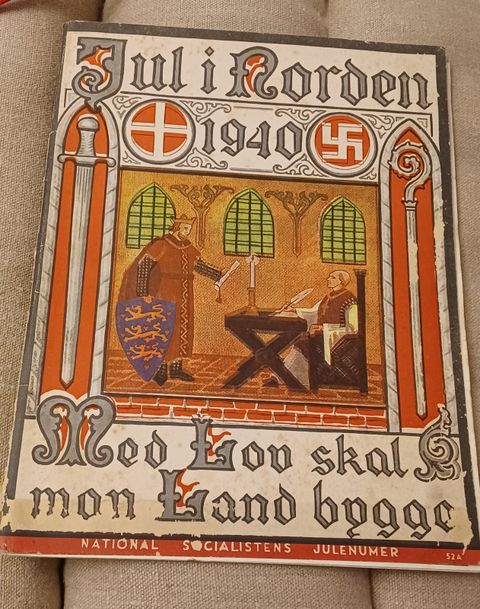 Jul i Norden
1940
Med Lov skal
man Land bygge
NATIONAL SOCIALISTENS JULENUMER
52A